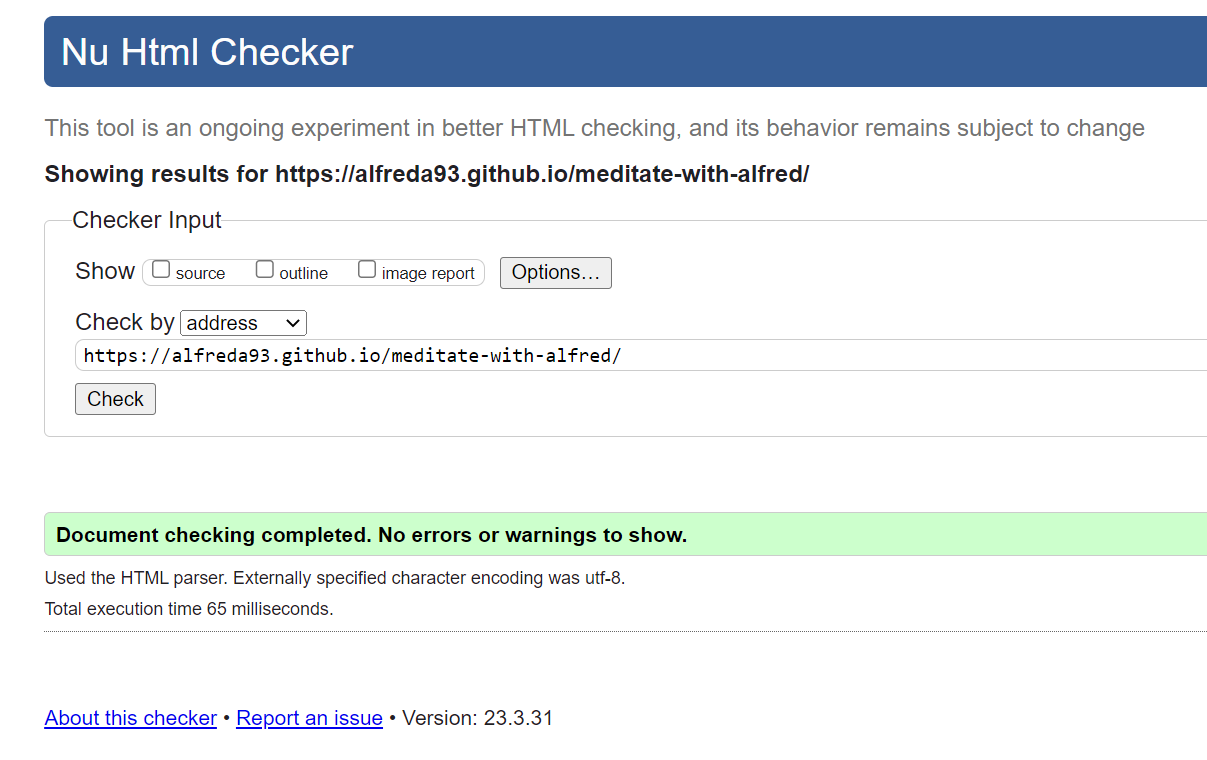 Nu Html Checker
This tool is an ongoing experiment in better HTML checking, and its behavior remains subject to change
Showing results for https://alfreda93.github.io/meditate-with-alfred/
Checker Input
Show source outline image report Options...
Check by address
https://alfreda93.github.io/meditate-with-alfred/
Check
Document checking completed. No errors or warnings to show.
Used the HTML parser. Externally specified character encoding was utf-8.
Total execution time 65 milliseconds.
About this checker • Report an issue • Version: 23.3.31